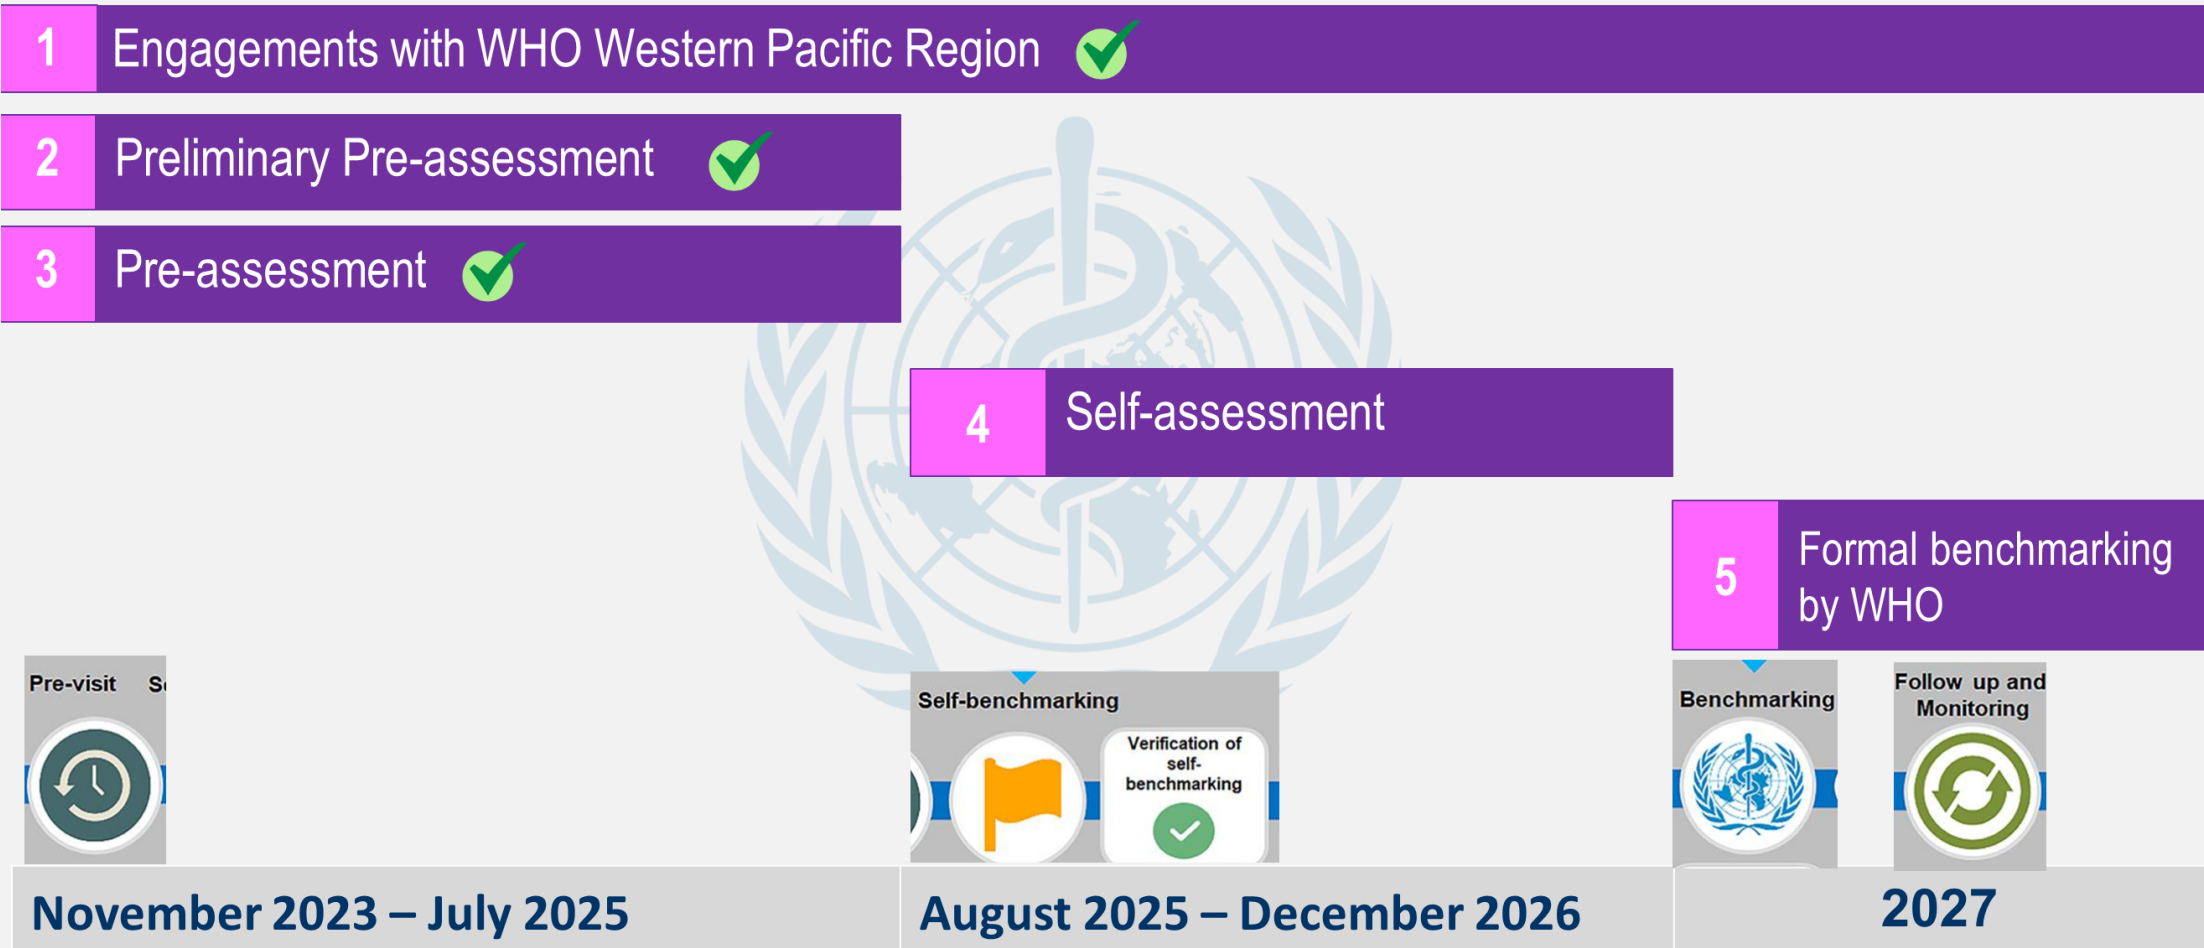 1
Engagements with WHO Western Pacific Region
2
Preliminary Pre-assessment
3
Pre-assessment
4
Self-assessment
5
Formal benchmarking
by WHO
Pre-visit
Self-benchmarking
Verification of
self-
benchmarking
Benchmarking
Follow up and
Monitoring
November 2023 – July 2025
August 2025 – December 2026
2027